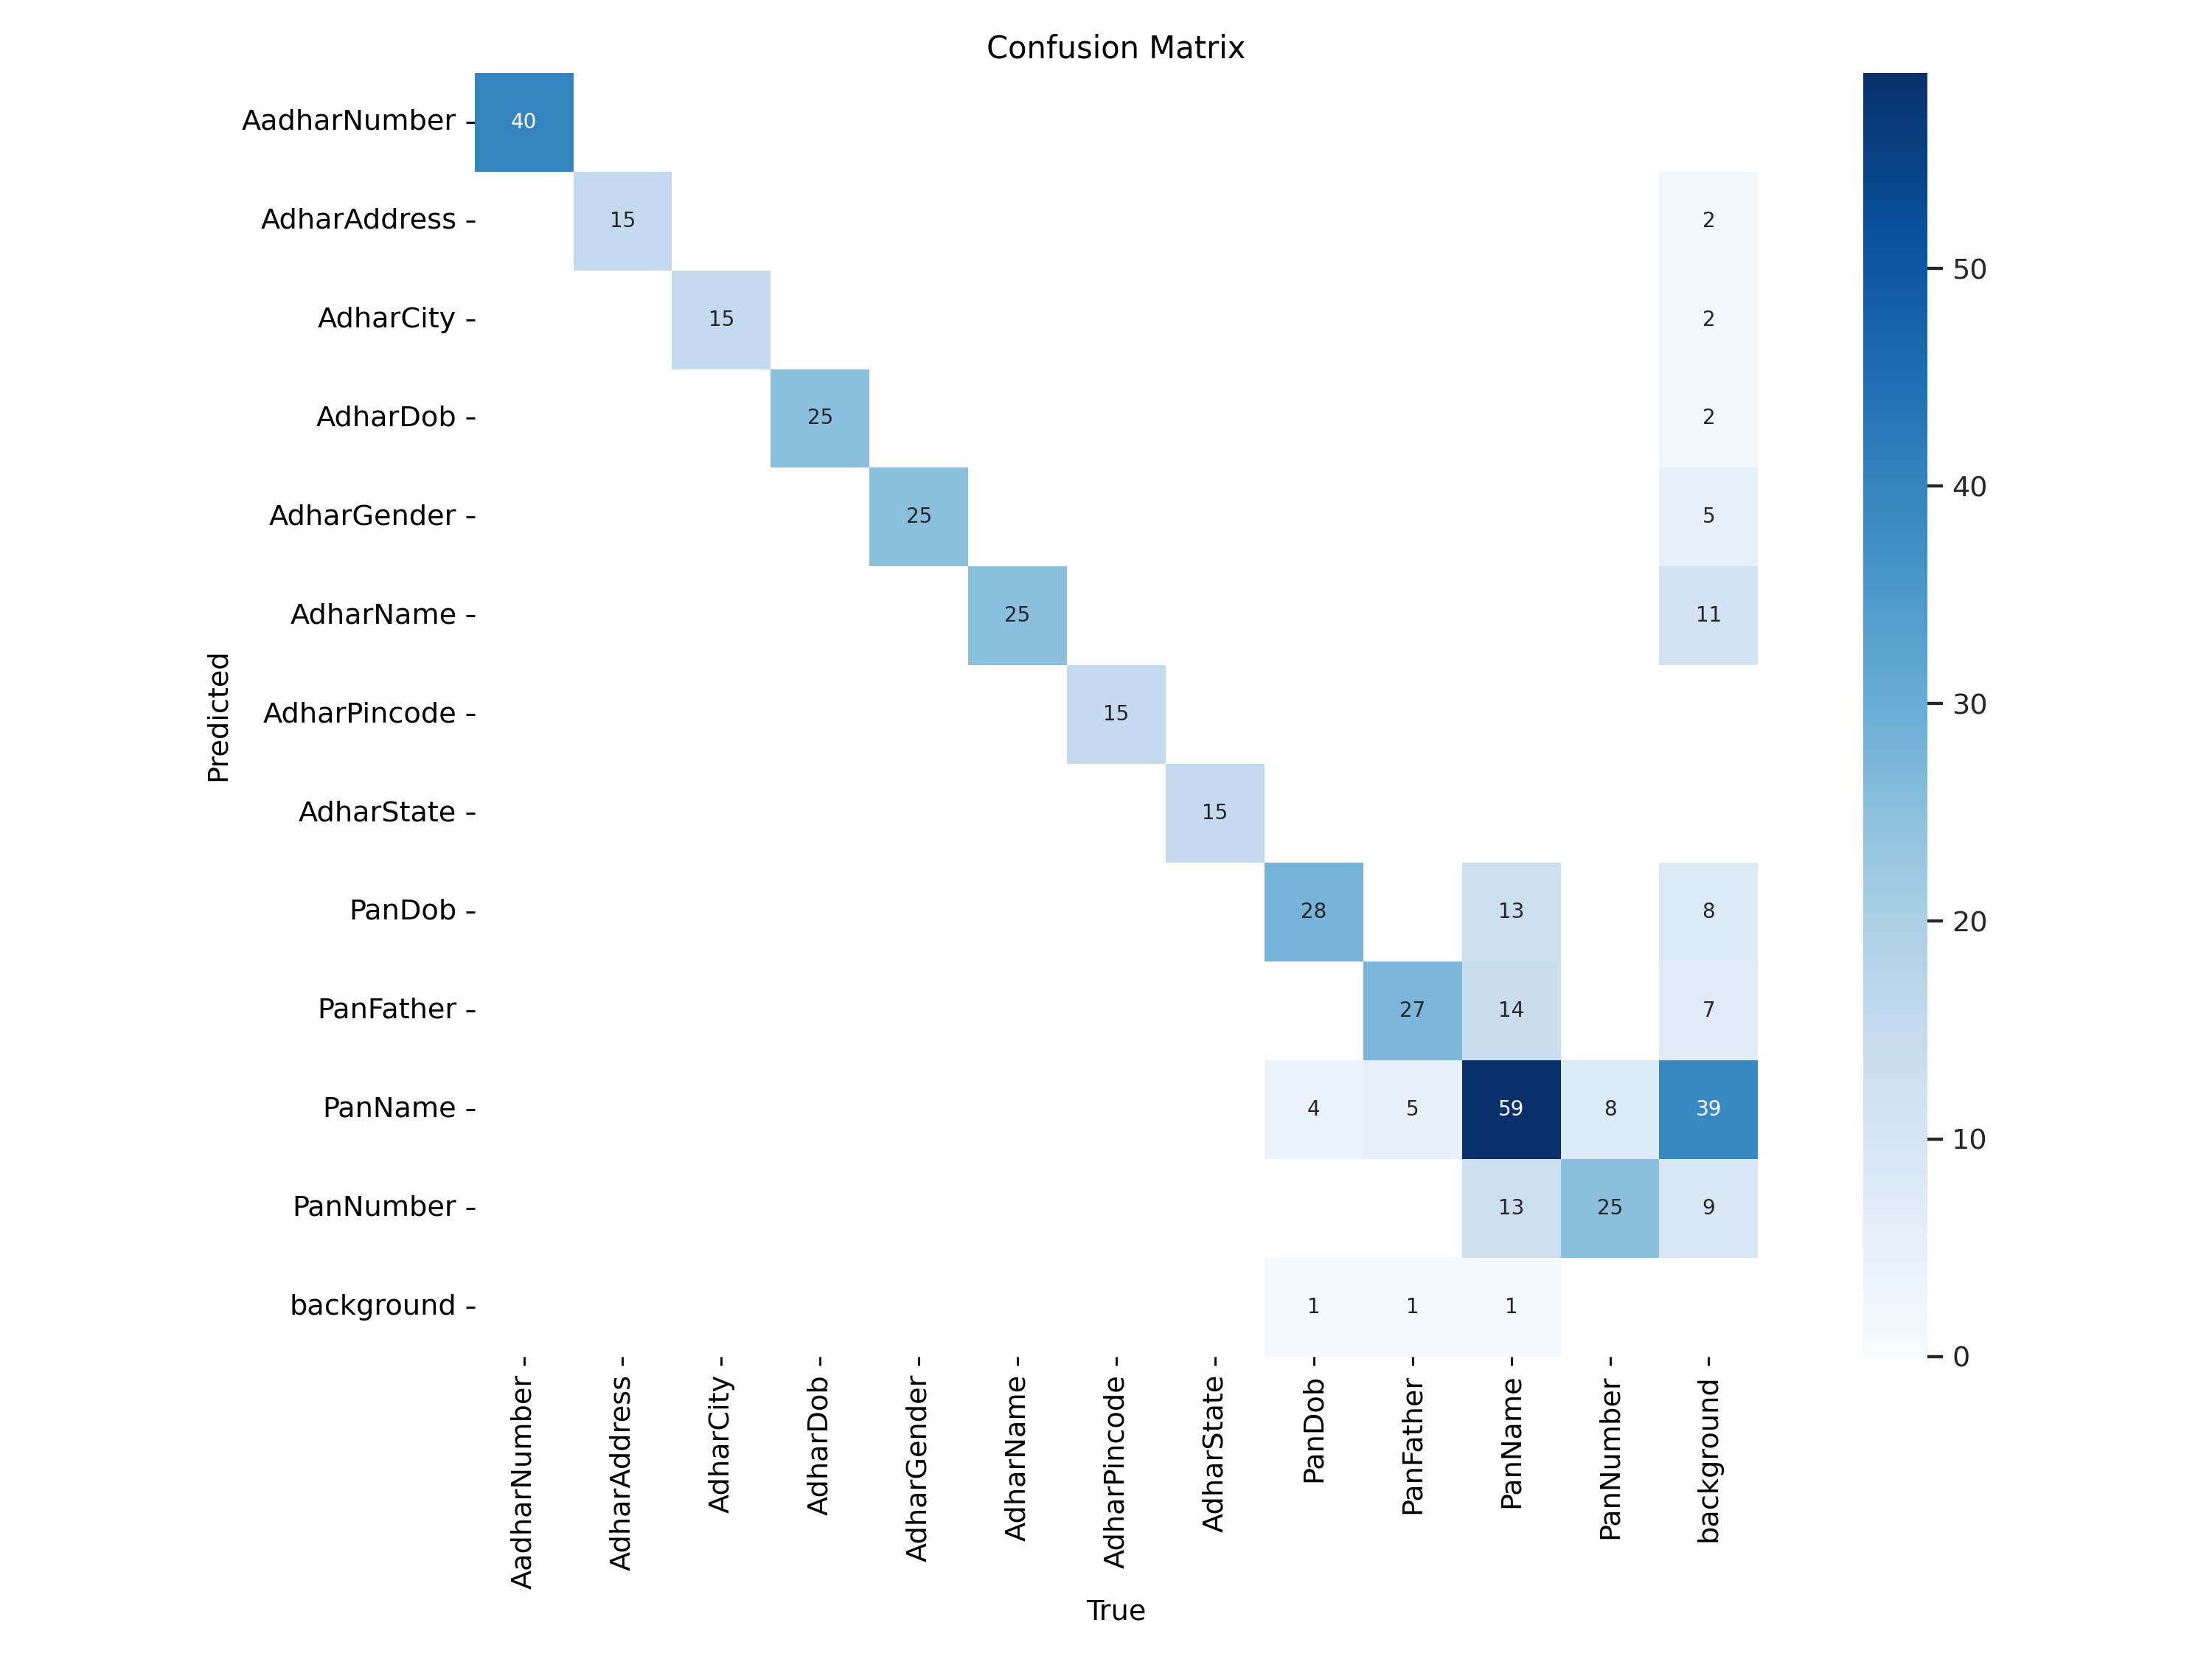 Confusion Matrix
AadharNumber
40
AdharAddress
15
2
50
AdharCity
15
2
AdharDob
25
2
40
AdharGender
25
5
AdharName
25
11
Predicted
AdharPincode
15
30
AdharState
15
PanDob
28
13
8
20
PanFather
27
14
7
PanName
4
5
59
8
39
10
PanNumber
13
25
9
background
1
1
1
0
AadharNumber
AdharAddress
AdharCity
AdharDob
AdharGender
AdharName
AdharPincode
AdharState
PanDob
PanFather
PanName
PanNumber
background
True